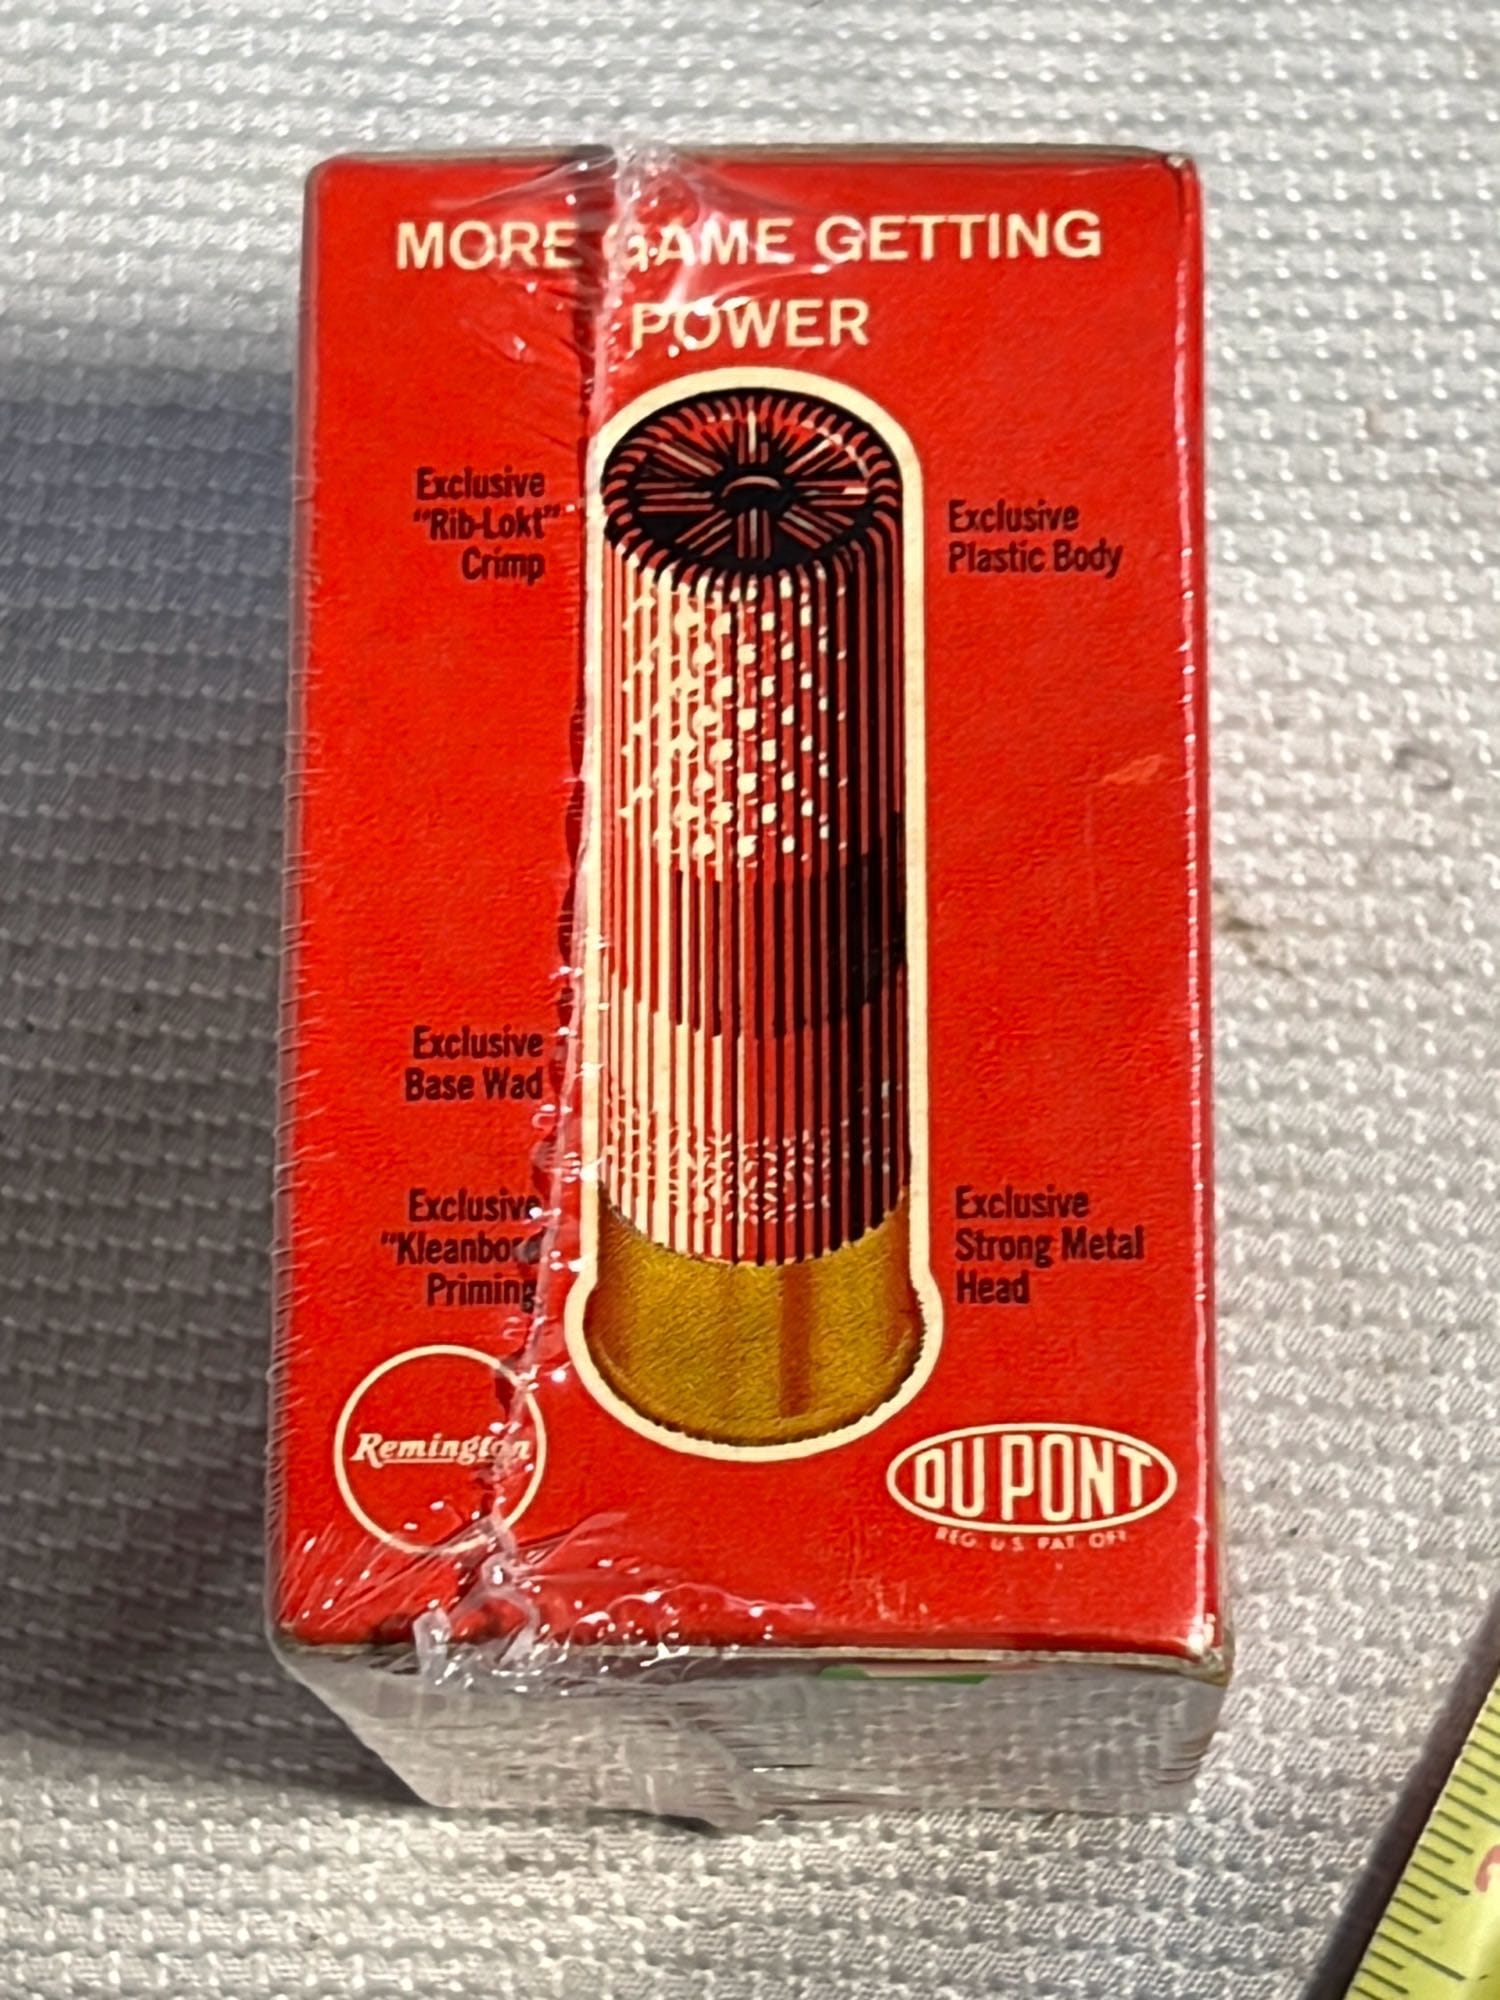 MORE GAME GETTING
POWER
Exclusive
"Rib-Lokt"
Crimp
Exclusive
Plastic Body
Exclusive
Base Wad
Exclusive
"Kleanbore"
Priming
Exclusive
Strong Metal
Head
Remington
DU PONT
REG. U.S. PAT. OFF.